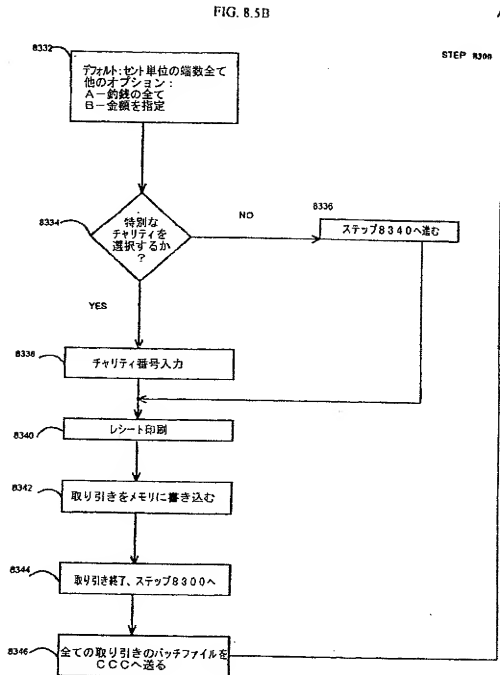 FIG. 8.5B
STEP 8300
8332
デフォルト:セント単位の端数全て
他のオプション:
A-釣銭の全て
B-金額を指定
8334
特別な
チャリティを
選択するか
?
NO
8336
ステップ8340へ進む
YES
8338
チャリティ番号入力
8340
レシート印刷
8342
取り引きをメモリに書き込む
8344
取り引き終了、ステップ8300へ
8346
全ての取り引きのバッチファイルを
CCCへ送る